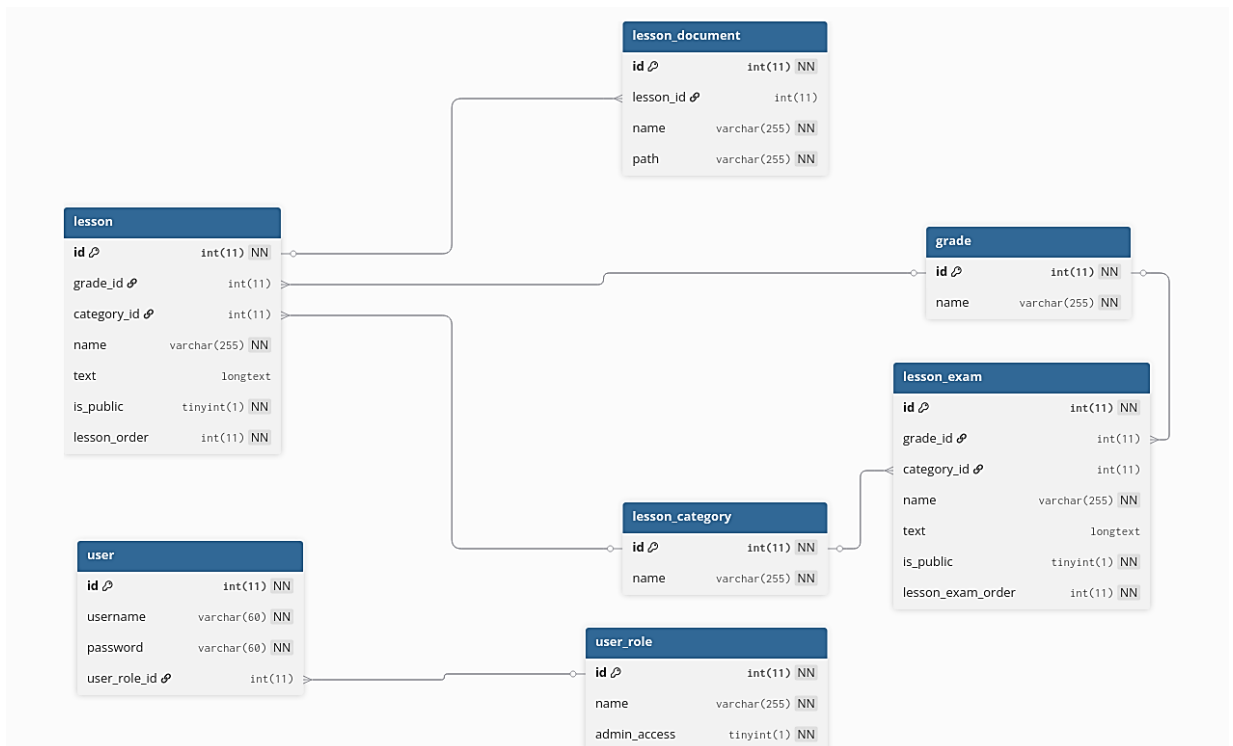 lesson_document
id int(11) NN
lesson_id int(11)
name varchar(255) NN
path varchar(255) NN
lesson
id int(11) NN
grade_id int(11)
category_id int(11)
name varchar(255) NN
text longtext
is_public tinyint(1) NN
lesson_order int(11) NN
grade
id int(11) NN
name varchar(255) NN
lesson_exam
id int(11) NN
grade_id int(11)
category_id int(11)
name varchar(255) NN
text longtext
is_public tinyint(1) NN
lesson_exam_order int(11) NN
lesson_category
id int(11) NN
name varchar(255) NN
user
id int(11) NN
username varchar(60) NN
password varchar(60) NN
user_role_id int(11)
user_role
id int(11) NN
name varchar(255) NN
admin_access tinyint(1) NN